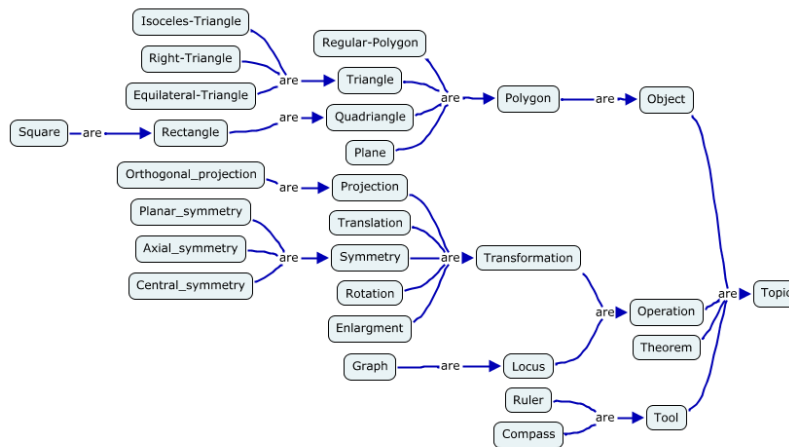 Isoceles-Triangle
Regular-Polygon
Right-Triangle
are
Triangle
Equilateral-Triangle
are
Polygon
are
Object
Square
are
Rectangle
are
Quadriangle
Plane
Orthogonal_projection
are
Projection
Planar_symmetry
Translation
Axial_symmetry
are
Symmetry
are
Transformation
Central_symmetry
Rotation
are
Topic
Enlargment
are
Operation
Theorem
Graph
are
Locus
Ruler
are
Tool
Compass